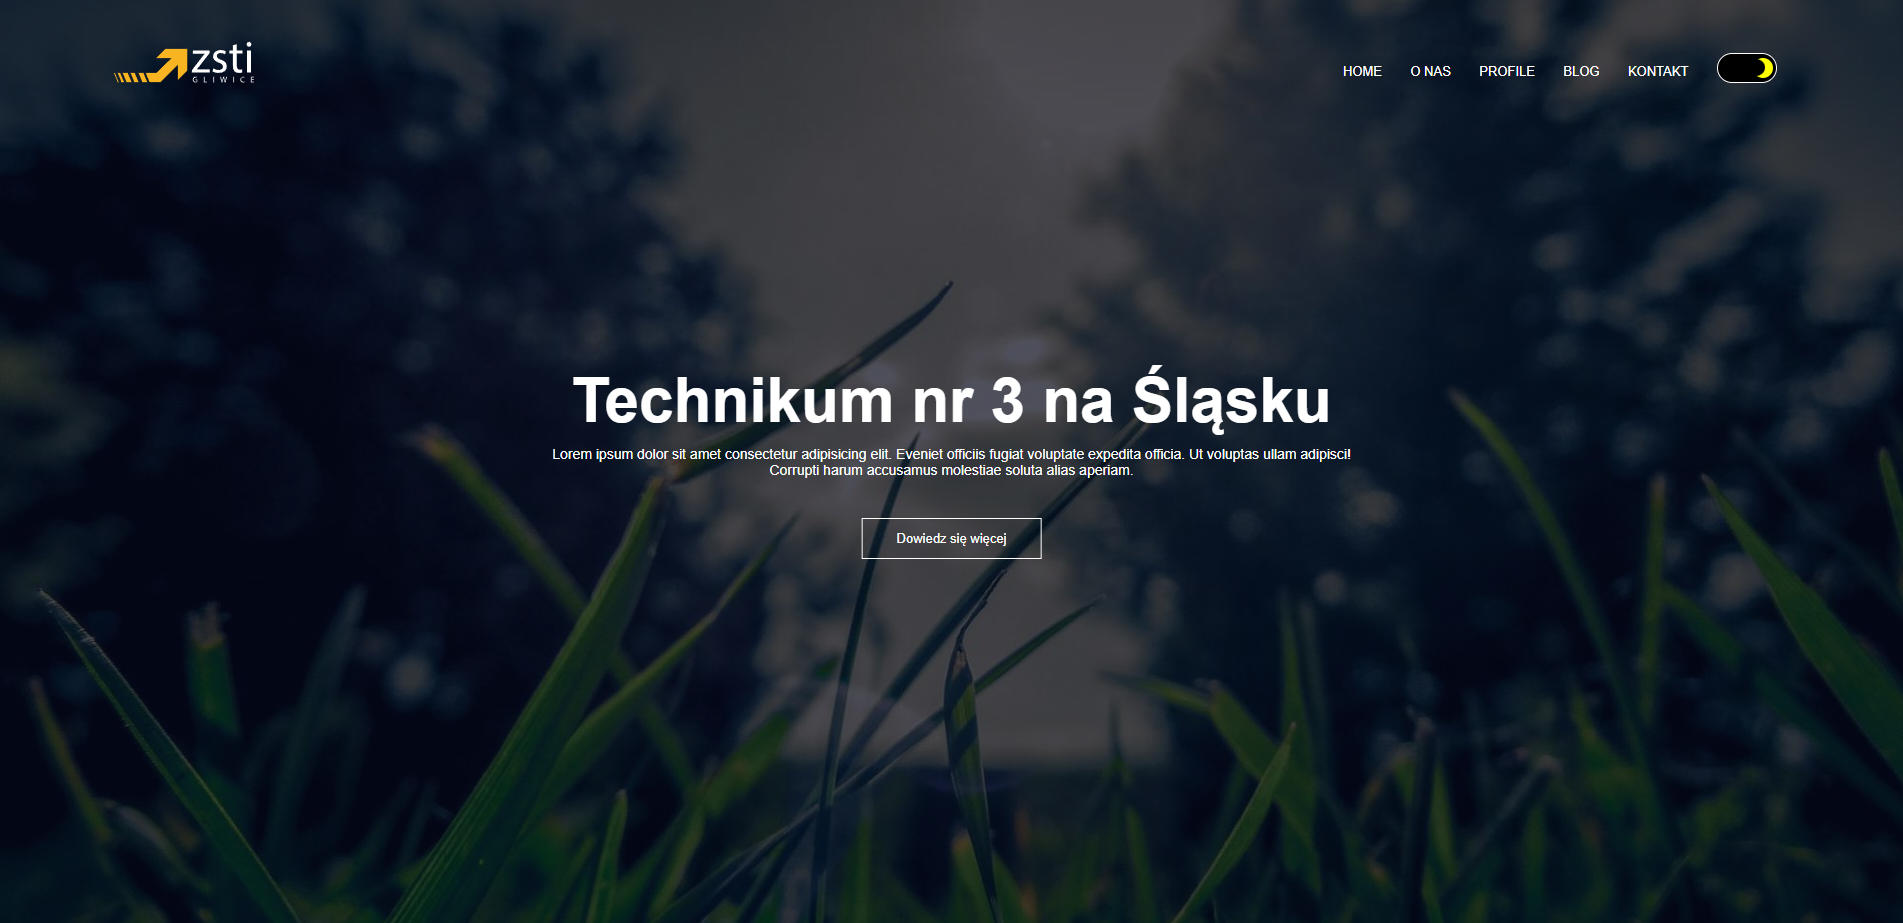 zsti
GLIWICE
HOME O NAS PROFILE BLOG KONTAKT
Technikum nr 3 na Śląsku
Lorem ipsum dolor sit amet consectetur adipisicing elit. Eveniet officiis fugiat voluptate expedita officia. Ut voluptas ullam adipisci!
Corrupti harum accusamus molestiae soluta alias aperiam.
Dowiedz się więcej